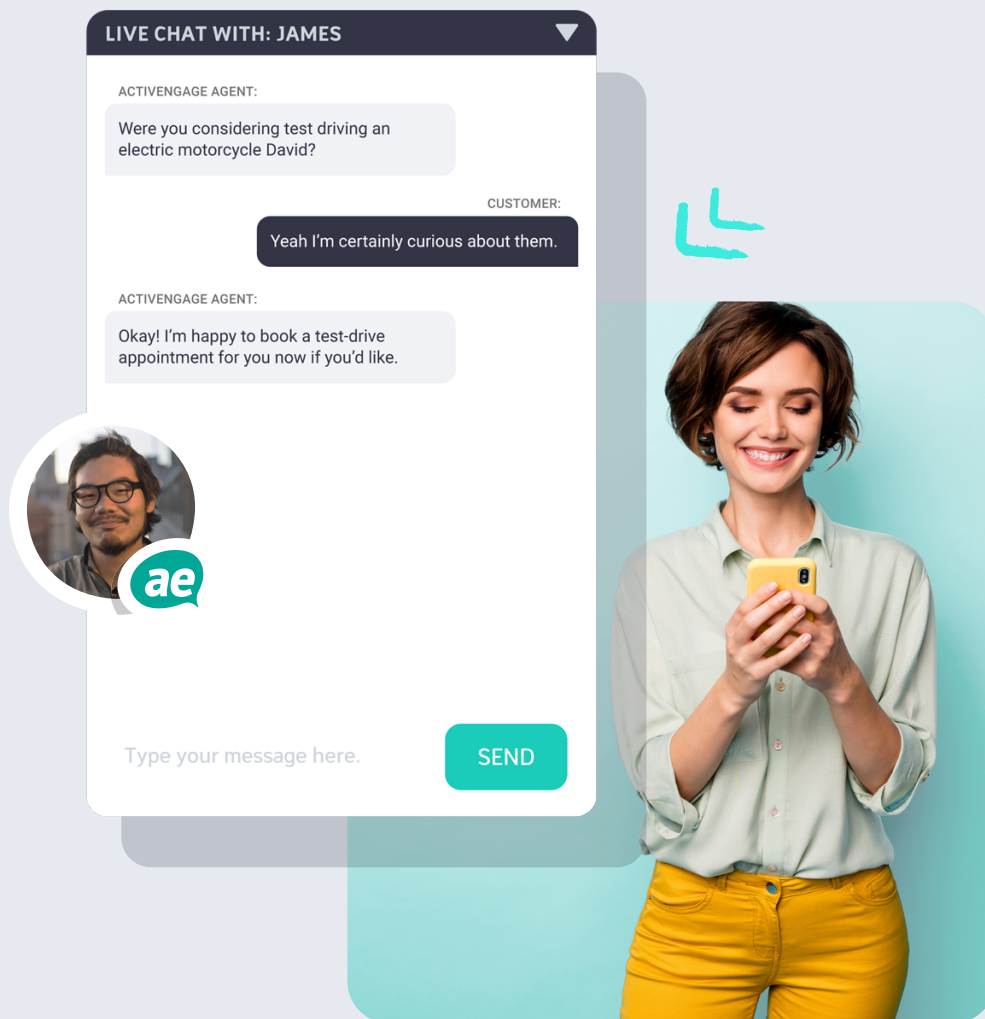 LIVE CHAT WITH: JAMES
ACTIVENGAGE AGENT:
Were you considering test driving an
electric motorcycle David?
CUSTOMER:
Yeah I’m certainly curious about them.
ACTIVENGAGE AGENT:
Okay! I’m happy to book a test-drive
appointment for you now if you’d like.
ae
Type your message here.
SEND